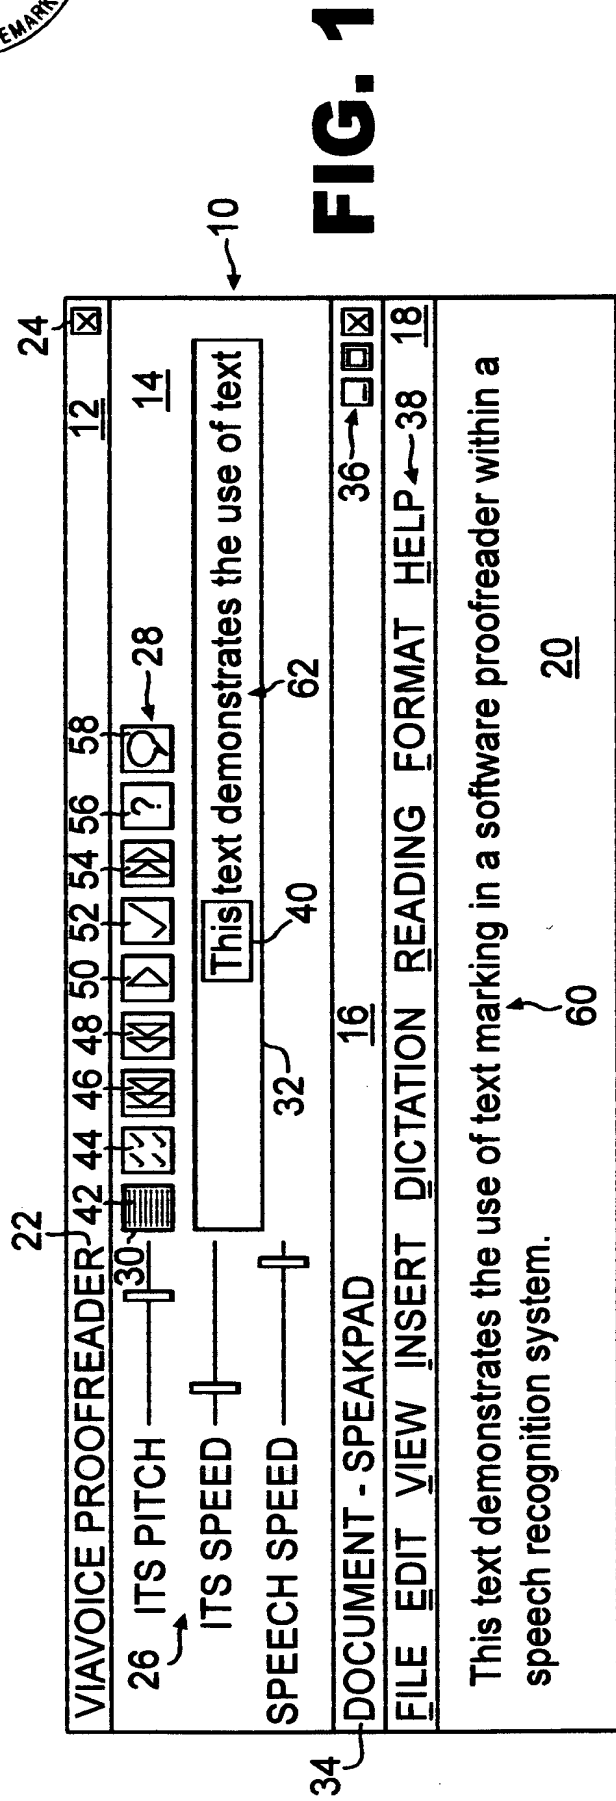 EMARK
FIG. 1
10
22
24
VIAVOICE PROOFREADER 42 44 46 48 50 52 54 56 58 12
30
26
ITS PITCH
28
14
?
ITS SPEED
This text demonstrates the use of text
SPEECH SPEED
32
40
62
34
DOCUMENT - SPEAKPAD
16
36
FILE EDIT VIEW INSERT DICTATION READING FORMAT HELP 38 18
This text demonstrates the use of text marking in a software proofreader within a
speech recognition system.
60
20